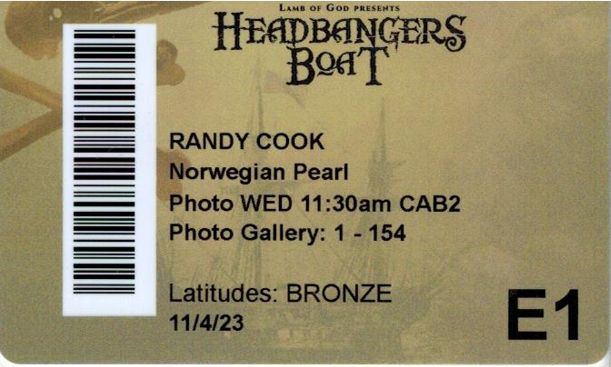 LAMB OF GOD PRESENTS
HEADBANGERS
BOAT
RANDY COOK
Norwegian Pearl
Photo WED 11:30am CAB2
Photo Gallery: 1 - 154
Latitudes: BRONZE
11/4/23
E1